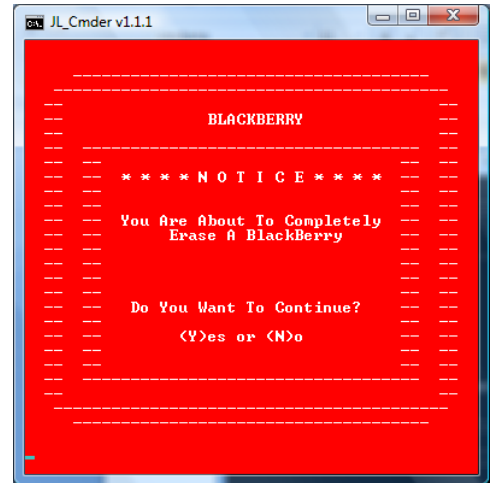 JL_Cmder v1.1.1
BLACKBERRY
* * * * N O T I C E * * * *
You Are About To Completely
Erase A BlackBerry
Do You Want To Continue?
(Y)es or (N)o